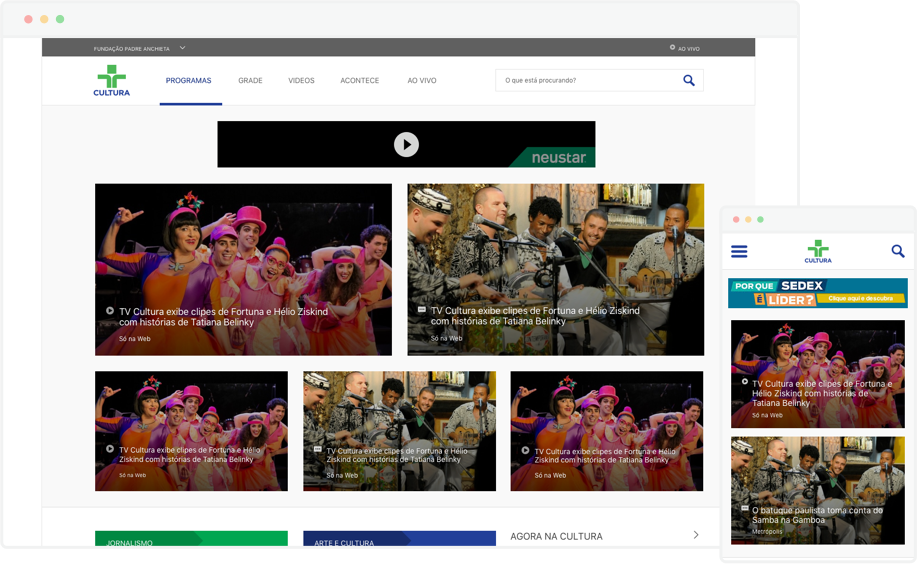 FUNDAÇÃO PADRE ANCHIETA
AO VIVO
CULTURA
PROGRAMAS
GRADE
VIDEOS
ACONTECE
AO VIVO
O que está procurando?
neustar
TV Cultura exibe clipes de Fortuna e Hélio Ziskind
com histórias de Tatiana Belinky
Só na Web
TV Cultura exibe clipes de Fortuna e Hélio Ziskind
com histórias de Tatiana Belinky
Só na Web
TV Cultura exibe clipes de Fortuna e Hélio
Ziskind com histórias de Tatiana Belinky
Só na Web
TV Cultura exibe clipes de Fortuna e Hélio
Ziskind com histórias de Tatiana Belinky
Só na Web
TV Cultura exibe clipes de Fortuna e Hélio
Ziskind com histórias de Tatiana Belinky
Só na Web
JORNALISMO
ARTE E CULTURA
AGORA NA CULTURA
CULTURA
POR QUE SEDEX
É LÍDER?
Clique aqui e descubra
TV Cultura exibe clipes de Fortuna e
Hélio Ziskind com histórias de
Tatiana Belinky
Só na Web
O batuque paulista toma conta do
Samba na Gamboa
Metrópolis